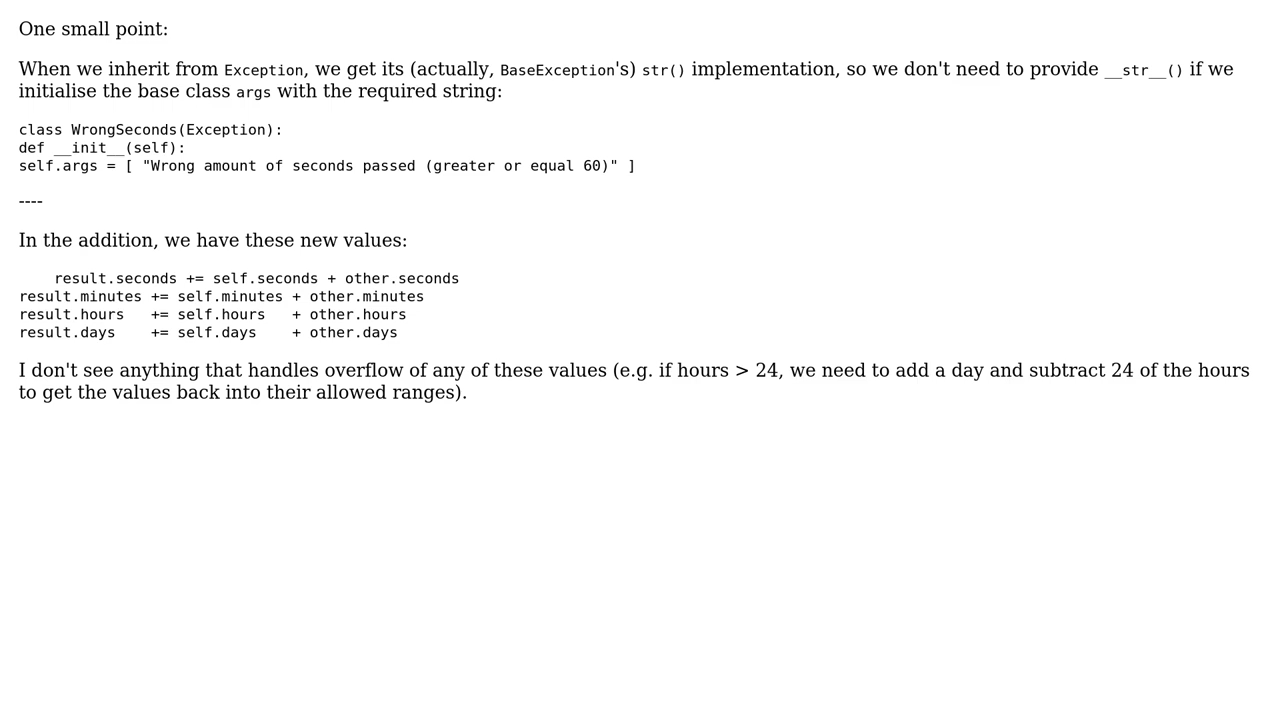 One small point:
When we inherit from Exception, we get its (actually, BaseException's) str() implementation, so we don't need to provide __str__() if we
initialise the base class args with the required string:
class WrongSeconds(Exception):
def __init__(self):
self.args = [ "Wrong amount of seconds passed (greater or equal 60)" ]
----
In the addition, we have these new values:
    result.seconds += self.seconds + other.seconds
result.minutes += self.minutes + other.minutes
result.hours   += self.hours   + other.hours
result.days    += self.days    + other.days
I don't see anything that handles overflow of any of these values (e.g. if hours > 24, we need to add a day and subtract 24 of the hours
to get the values back into their allowed ranges).